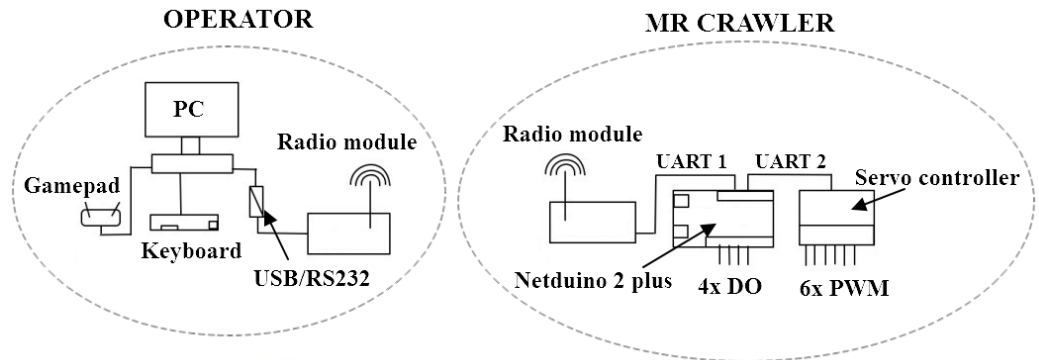 OPERATOR
MR CRAWLER
PC
Radio module
Gamepad
Keyboard
USB/RS232
Radio module
UART 1
UART 2
Servo controller
Netduino 2 plus
4x DO
6x PWM